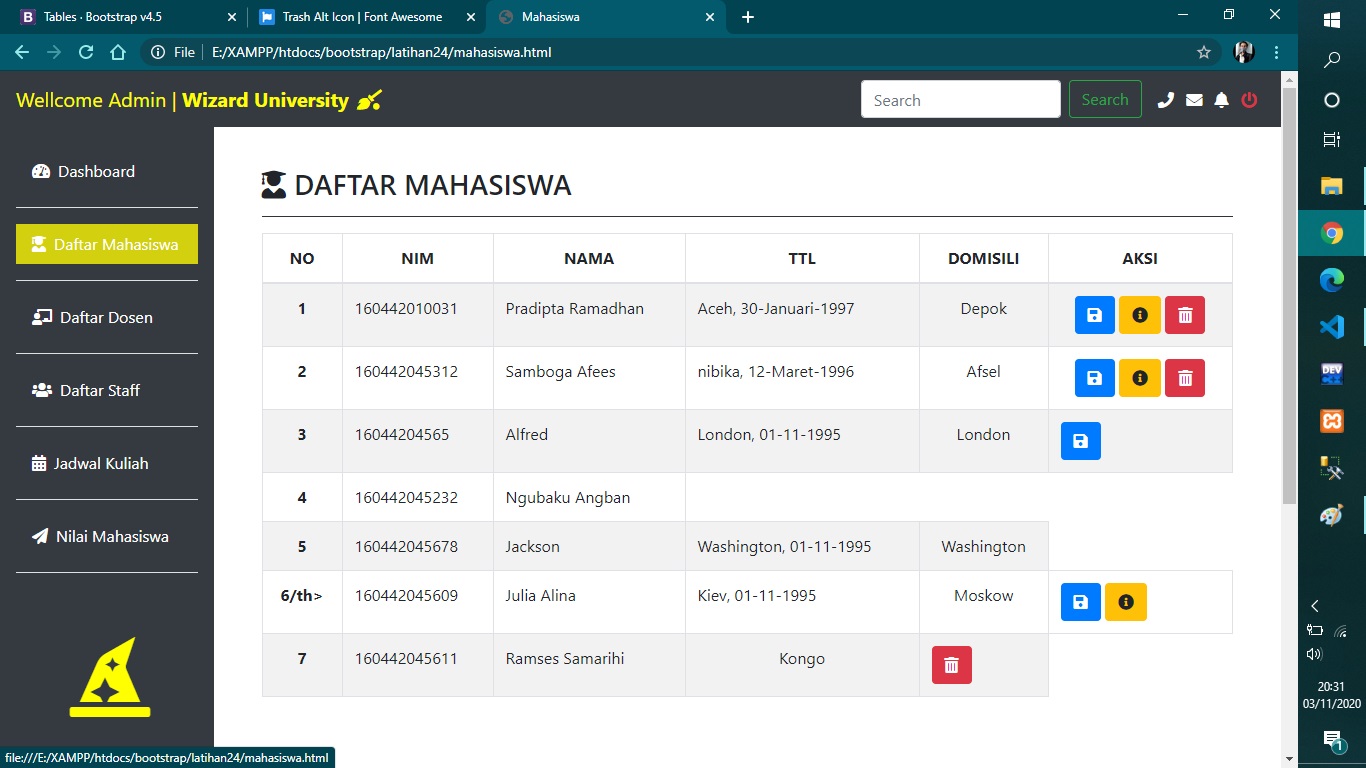 Tables · Bootstrap v4.5
Trash Alt Icon | Font Awesome
Mahasiswa
File
E:/XAMPP/htdocs/bootstrap/latihan24/mahasiswa.html
Wellcome Admin | Wizard University
Search
Search
Dashboard
Daftar Mahasiswa
Daftar Dosen
Daftar Staff
Jadwal Kuliah
Nilai Mahasiswa
DAFTAR MAHASISWA
NO NIM NAMA TTL DOMISILI AKSI
1 160442010031 Pradipta Ramadhan Aceh, 30-Januari-1997 Depok
2 160442045312 Samboga Afees nibika, 12-Maret-1996 Afsel
3 16044204565 Alfred London, 01-11-1995 London
4 160442045232 Ngubaku Angban
5 160442045678 Jackson Washington, 01-11-1995 Washington
6/th> 160442045609 Julia Alina Kiev, 01-11-1995 Moskow
7 160442045611 Ramses Samarihi Kongo
file:///E:/XAMPP/htdocs/bootstrap/latihan24/mahasiswa.html
DEV
C++
20:31
03/11/2020
1